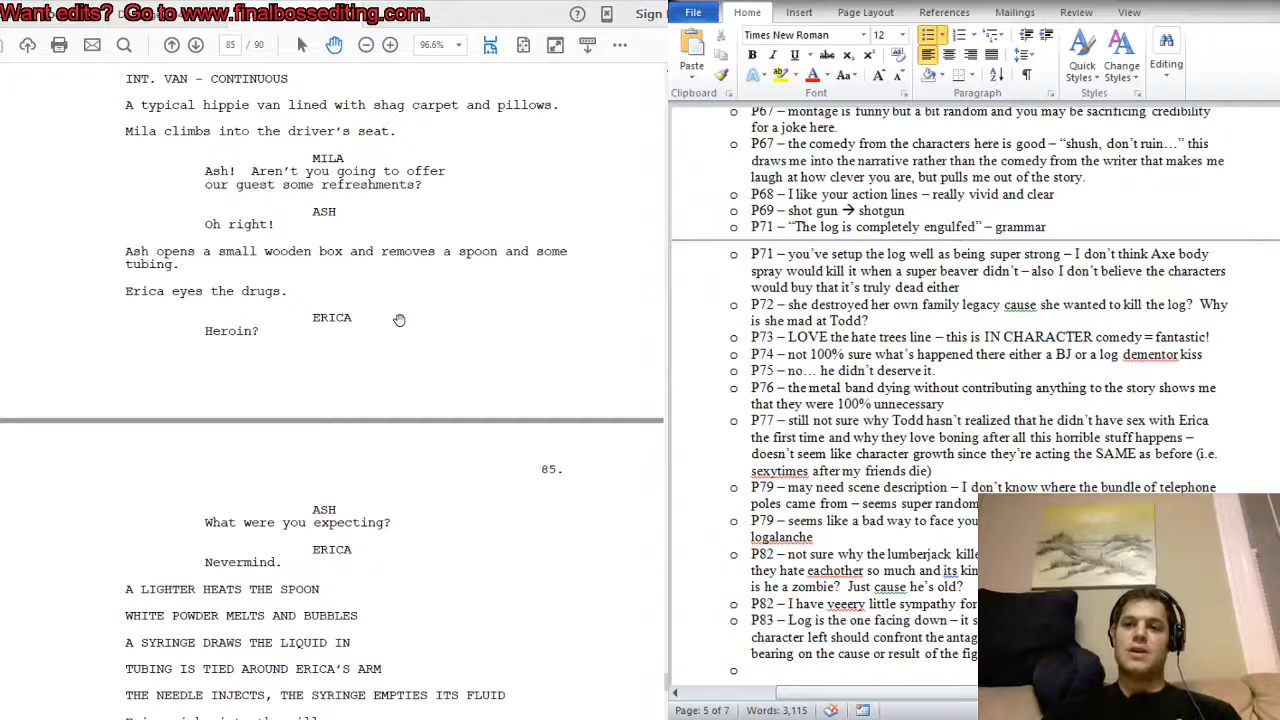 Want edits?  Go to www.finalbossediting.com.
Sign
96.6%
INT. VAN - CONTINUOUS
A typical hippie van lined with shag carpet and pillows.
Mila climbs into the driver's seat.
MILA
Ash!  Aren't you going to offer
our guest some refreshments?
ASH
Oh right!
Ash opens a small wooden box and removes a spoon and some
tubing.
Erica eyes the drugs.
ERICA
Heroin?
85.
ASH
What were you expecting?
ERICA
Nevermind.
A LIGHTER HEATS THE SPOON
WHITE POWDER MELTS AND BUBBLES
A SYRINGE DRAWS THE LIQUID IN
TUBING IS TIED AROUND ERICA'S ARM
THE NEEDLE INJECTS, THE SYRINGE EMPTIES ITS FLUID
File Home Insert Page Layout References Mailings Review View
Times New Roman 12
Paste
Quick Styles
Change Styles
Editing
Clipboard Font Paragraph Styles
P67 – montage is funny but a bit random and you may be sacrificing credibility
for a joke here.
P67 – the comedy from the characters here is good – “shush, don't ruin…” this
draws me into the narrative rather than the comedy from the writer that makes me
laugh at how clever you are, but pulls me out of the story.
P68 – I like your action lines – really vivid and clear
P69 – shot gun → shotgun
P71 – “The log is completely engulfed” – grammar
P71 – you've setup the log well as being super strong – I don't think Axe body
spray would kill it when a super beaver didn't – also I don't believe the characters
would buy that it's truly dead either
P72 – she destroyed her own family legacy cause she wanted to kill the log?  Why
is she mad at Todd?
P73 – LOVE the hate trees line – this is IN CHARACTER comedy = fantastic!
P74 – not 100% sure what's happened there either a BJ or a log dementor kiss
P75 – no… he didn't deserve it.
P76 – the metal band dying without contributing anything to the story shows me
that they were 100% unnecessary
P77 – still not sure why Todd hasn't realized that he didn't have sex with Erica
the first time and why they love boning after all this horrible stuff happens –
doesn't seem like character growth since they're acting the SAME as before (i.e.
sexytimes after my friends die)
P79 – may need scene description – I don't know where the bundle of telephone
poles came from – seems super random
P79 – seems like a bad way to face you
logalanche
P82 – not sure why the lumberjack kille
they hate eachother so much and its kin
is he a zombie?  Just cause he's old?
P82 – I have veeery little sympathy for
P83 – Log is the one facing down – it s
character left should confront the antag
bearing on the cause or result of the fig
Page: 5 of 7 Words: 3,115